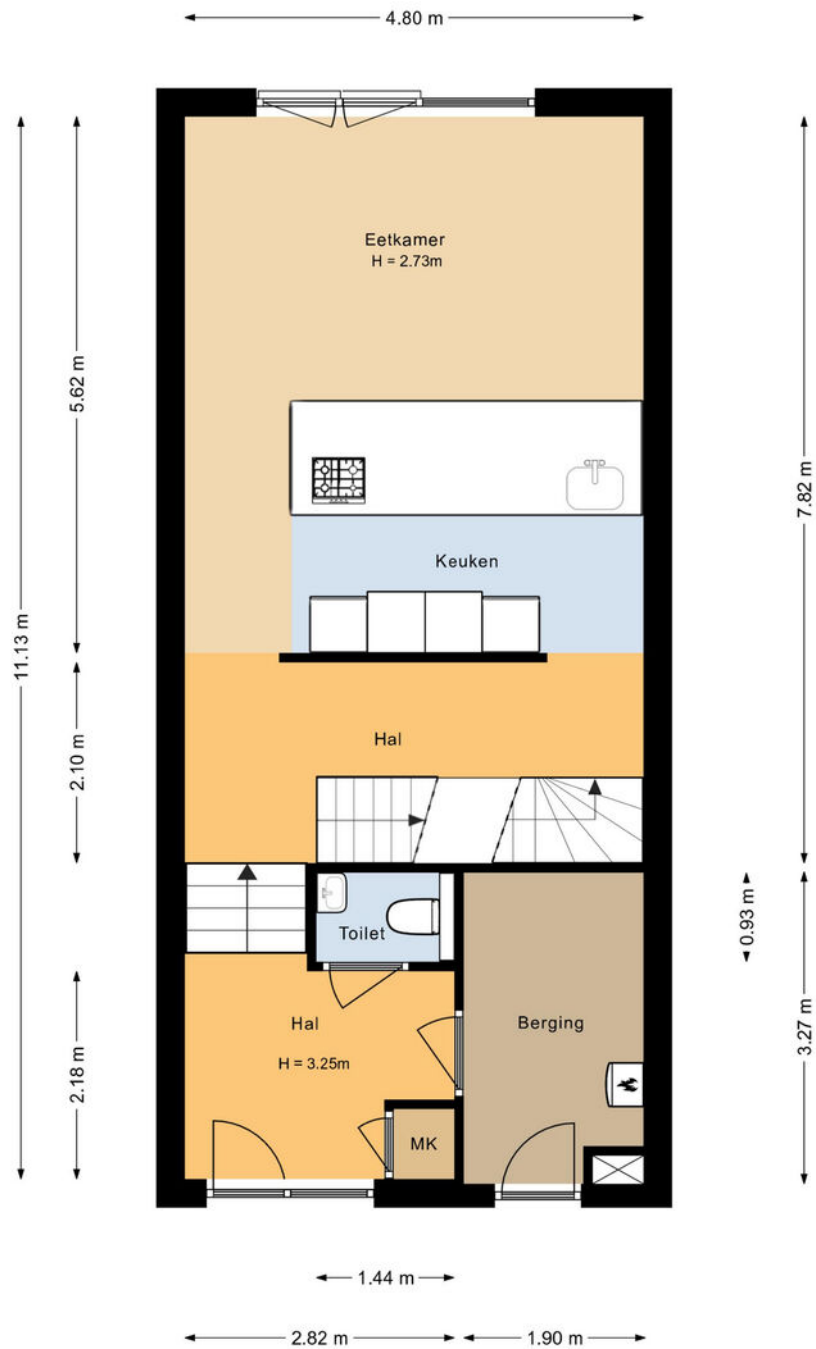 4.80 m
Eetkamer
H = 2.73m
5.62 m
7.82 m
11.13 m
Keuken
Hal
2.10 m
Toilet
0.93 m
Hal
H = 3.25m
Berging
2.18 m
3.27 m
MK
1.44 m
2.82 m
1.90 m